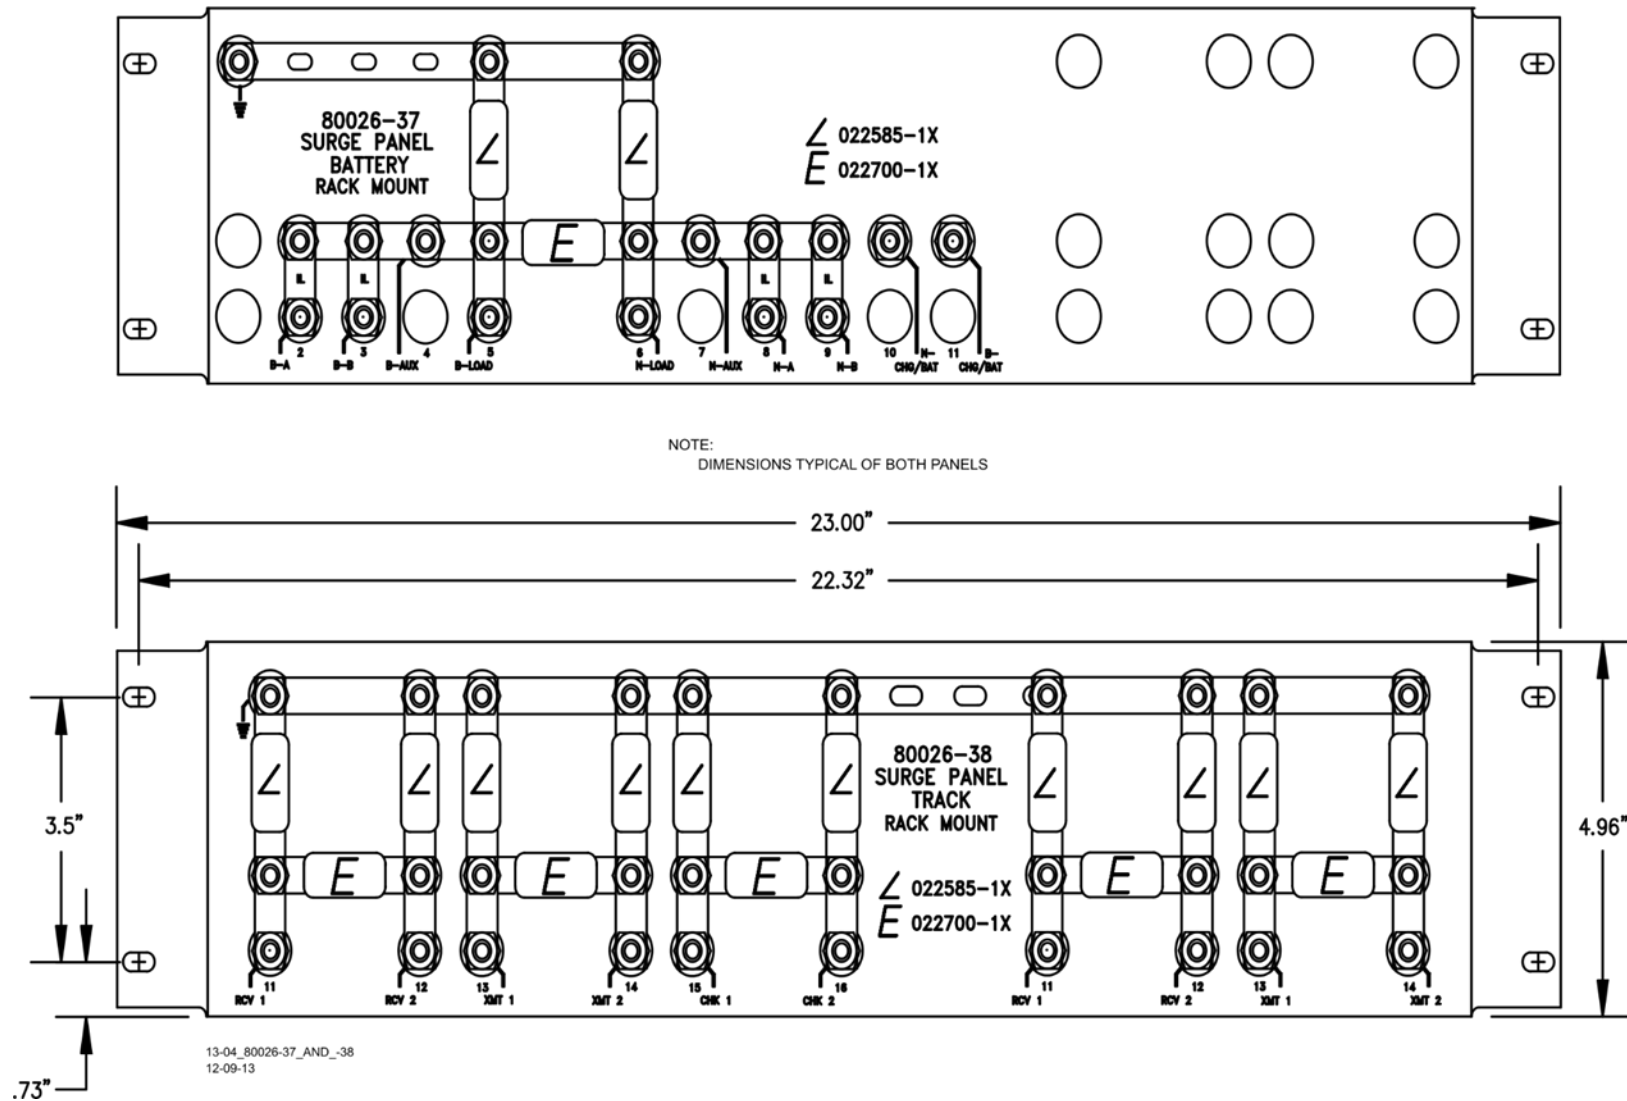 80026-37
SURGE PANEL
BATTERY
RACK MOUNT
L 022585-1X
E 022700-1X
L L
E
IL IL IL IL
2 3 4 5 6 7 8 9 10 N- 11 B-
B-A B-B B-AUX B-LOAD N-LOAD N-AUX N-A N-B CHG/BAT CHG/BAT
NOTE:
DIMENSIONS TYPICAL OF BOTH PANELS
23.00"
22.32"
80026-38
SURGE PANEL
TRACK
RACK MOUNT
L L L L L L L L L L
3.5"
4.96"
E E E E E
L 022585-1X
E 022700-1X
11 12 13 14 15 16 11 12 13 14
RCV 1 RCV 2 XMT 1 XMT 2 CHK 1 CHK 2 RCV 1 RCV 2 XMT 1 XMT 2
13-04_80026-37_AND_-38
12-09-13
.73"